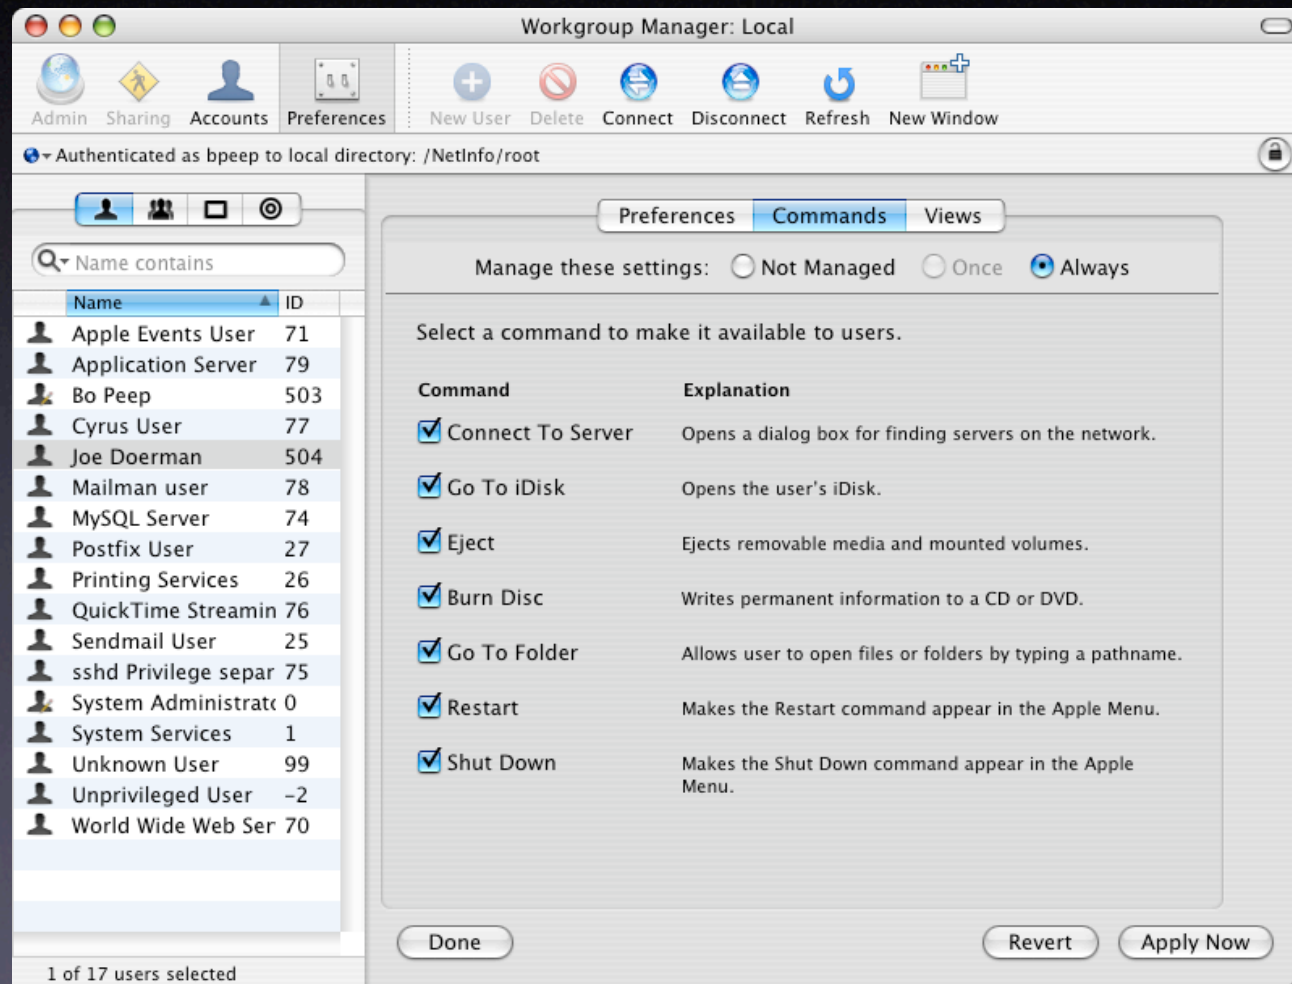 Workgroup Manager: Local
Admin Sharing Accounts Preferences New User Delete Connect Disconnect Refresh New Window
Authenticated as bpeep to local directory: /NetInfo/root
Name contains
Name ID
Apple Events User 71
Application Server 79
Bo Peep 503
Cyrus User 77
Joe Doerman 504
Mailman user 78
MySQL Server 74
Postfix User 27
Printing Services 26
QuickTime Streamin 76
Sendmail User 25
sshd Privilege separ 75
System Administrat 0
System Services 1
Unknown User 99
Unprivileged User -2
World Wide Web Ser 70
1 of 17 users selected
Preferences Commands Views
Manage these settings: Not Managed Once Always
Select a command to make it available to users.
Command Explanation
Connect To Server Opens a dialog box for finding servers on the network.
Go To iDisk Opens the user's iDisk.
Eject Ejects removable media and mounted volumes.
Burn Disc Writes permanent information to a CD or DVD.
Go To Folder Allows user to open files or folders by typing a pathname.
Restart Makes the Restart command appear in the Apple Menu.
Shut Down Makes the Shut Down command appear in the Apple
Menu.
Done Revert Apply Now